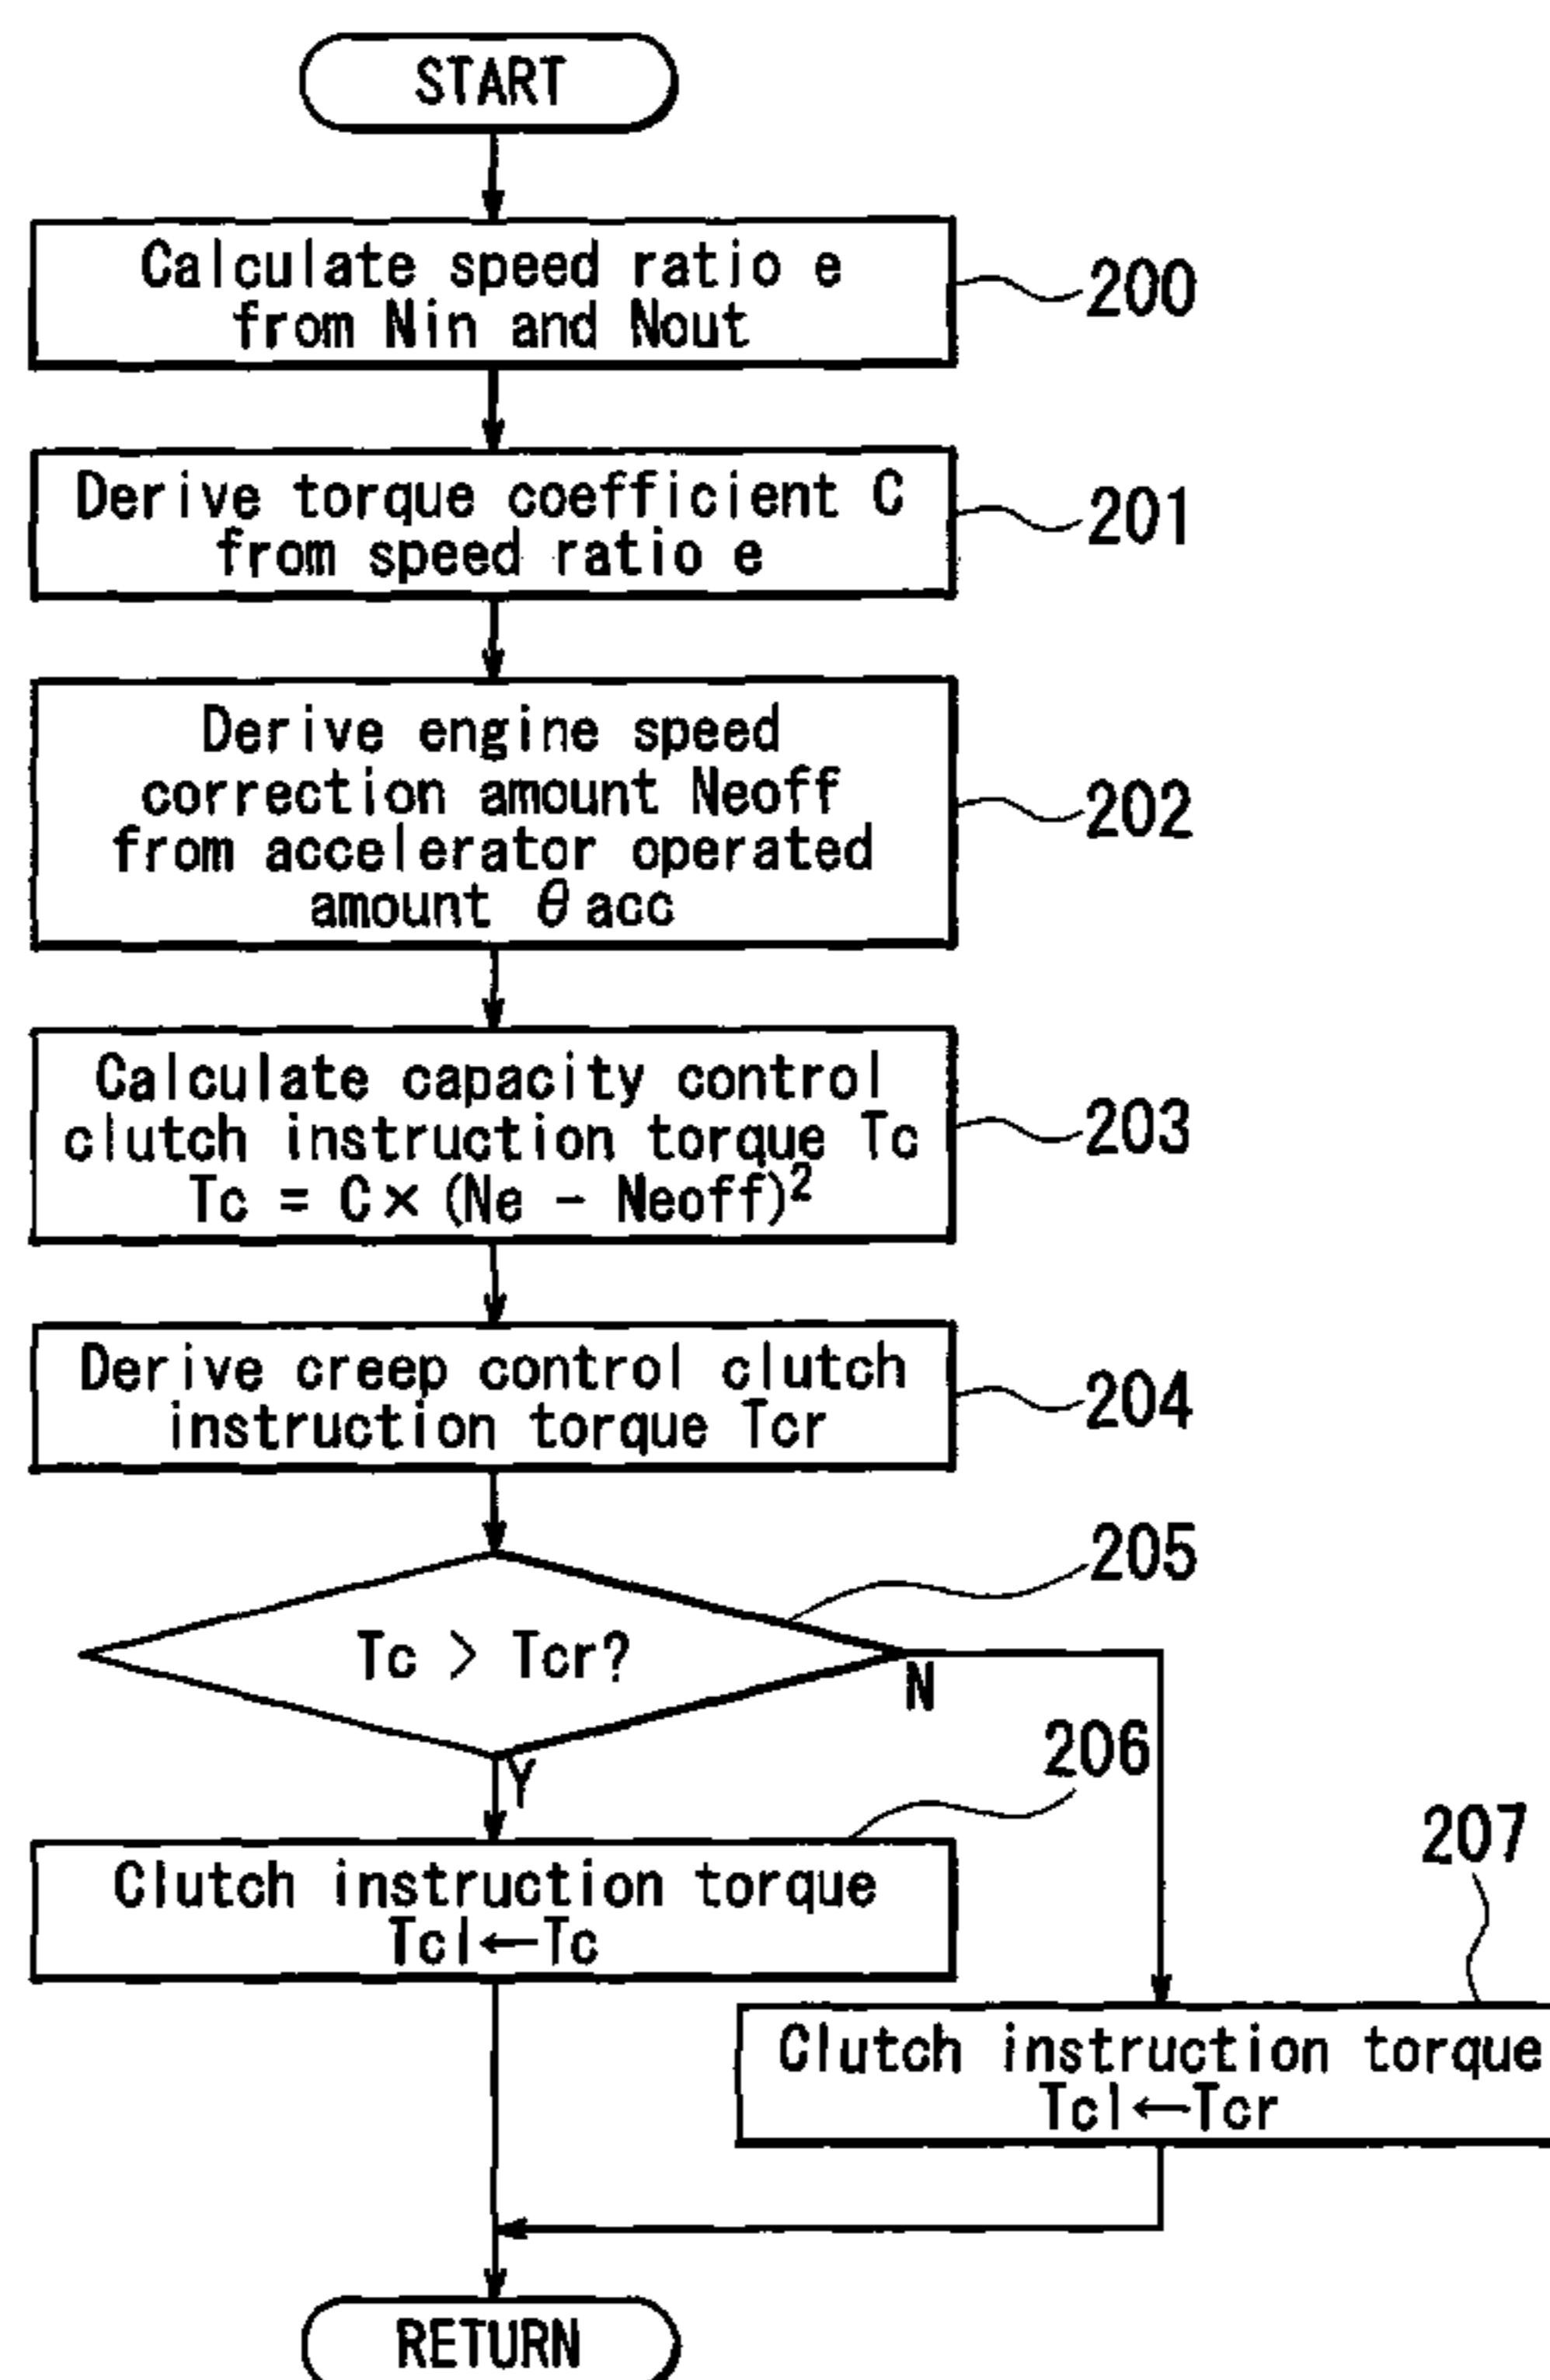 START
Calculate speed ratio e
from Nin and Nout
200
Derive torque coefficient C
from speed ratio e
201
Derive engine speed
correction amount Neoff
from accelerator operated
amount θacc
202
Calculate capacity control
clutch instruction torque Tc
Tc = C × (Ne - Neoff)²
203
Derive creep control clutch
instruction torque Tcr
204
Tc > Tcr?
205
N
Y
206
Clutch instruction torque
Tcl←Tc
207
Clutch instruction torque
Tcl←Tcr
RETURN